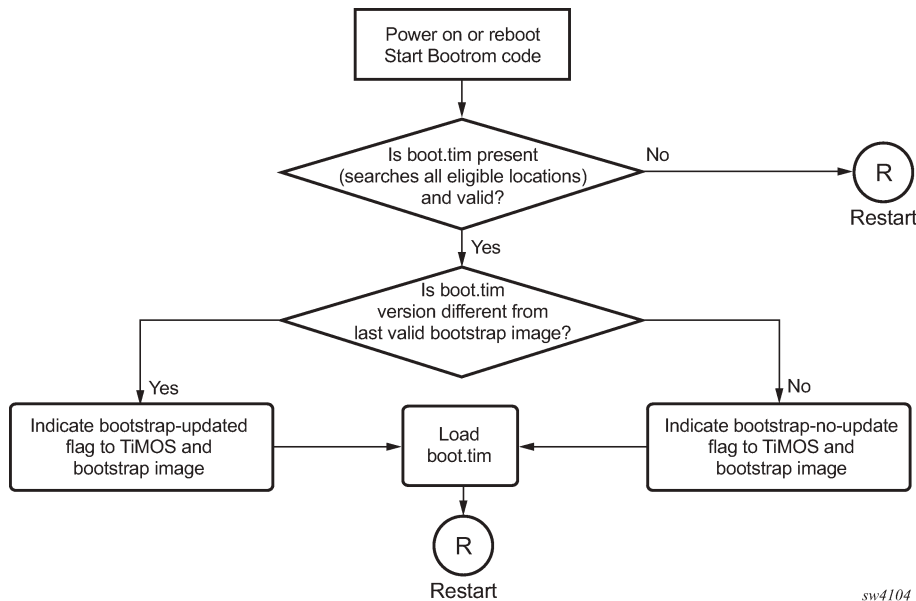 Power on or reboot
Start Bootrom code
Is boot.tim present
(searches all eligible locations)
and valid?
No
R
Restart
Yes
Is boot.tim
version different from
last valid bootstrap image?
Yes
No
Indicate bootstrap-updated
flag to TiMOS and
bootstrap image
Load
boot.tim
Indicate bootstrap-no-update
flag to TiMOS and
bootstrap image
R
Restart
sw4104